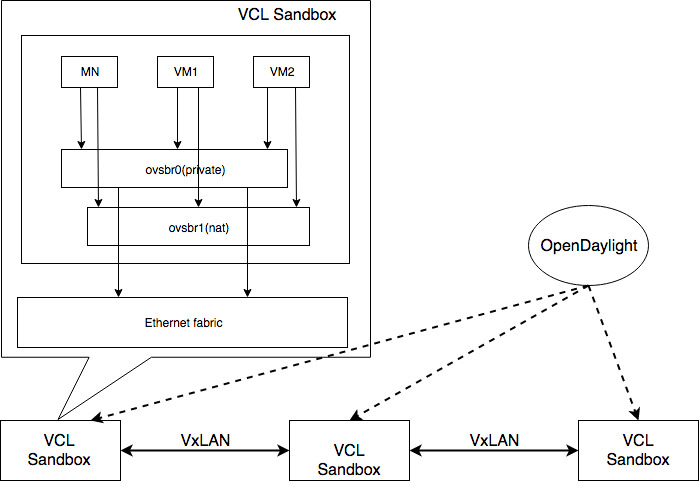 VCL Sandbox
MN
VM1
VM2
ovsbr0(private)
ovsbr1(nat)
OpenDaylight
Ethernet fabric
VCL
Sandbox
VxLAN
VCL
Sandbox
VxLAN
VCL
Sandbox